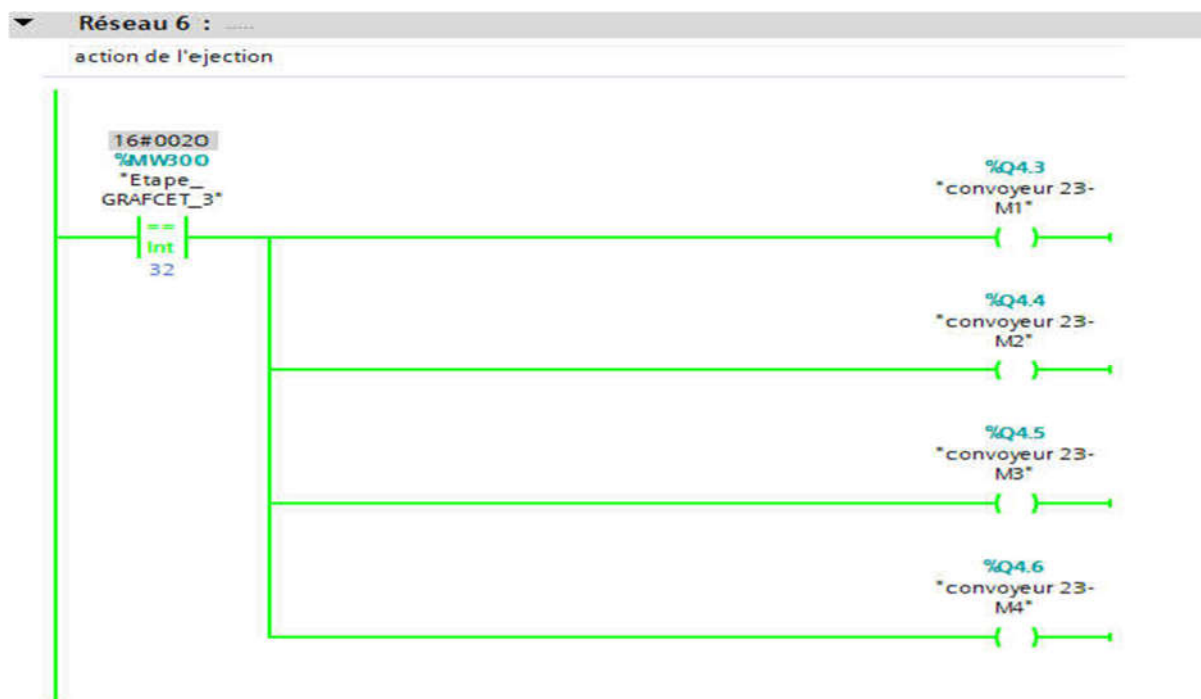 Réseau 6 : .....
action de l'ejection
16#0020
%MW300
"Etape_
GRAFCET_3"
==
Int
32
%Q4.3
"convoyeur 23-
M1"
%Q4.4
"convoyeur 23-
M2"
%Q4.5
"convoyeur 23-
M3"
%Q4.6
"convoyeur 23-
M4"